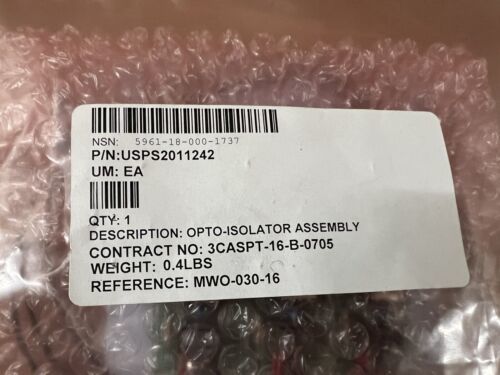 NSN: 5961-18-000-1737
P/N:USPS2011242
UM: EA
QTY: 1
DESCRIPTION: OPTO-ISOLATOR ASSEMBLY
CONTRACT NO: 3CASPT-16-B-0705
WEIGHT: 0.4LBS
REFERENCE: MWO-030-16